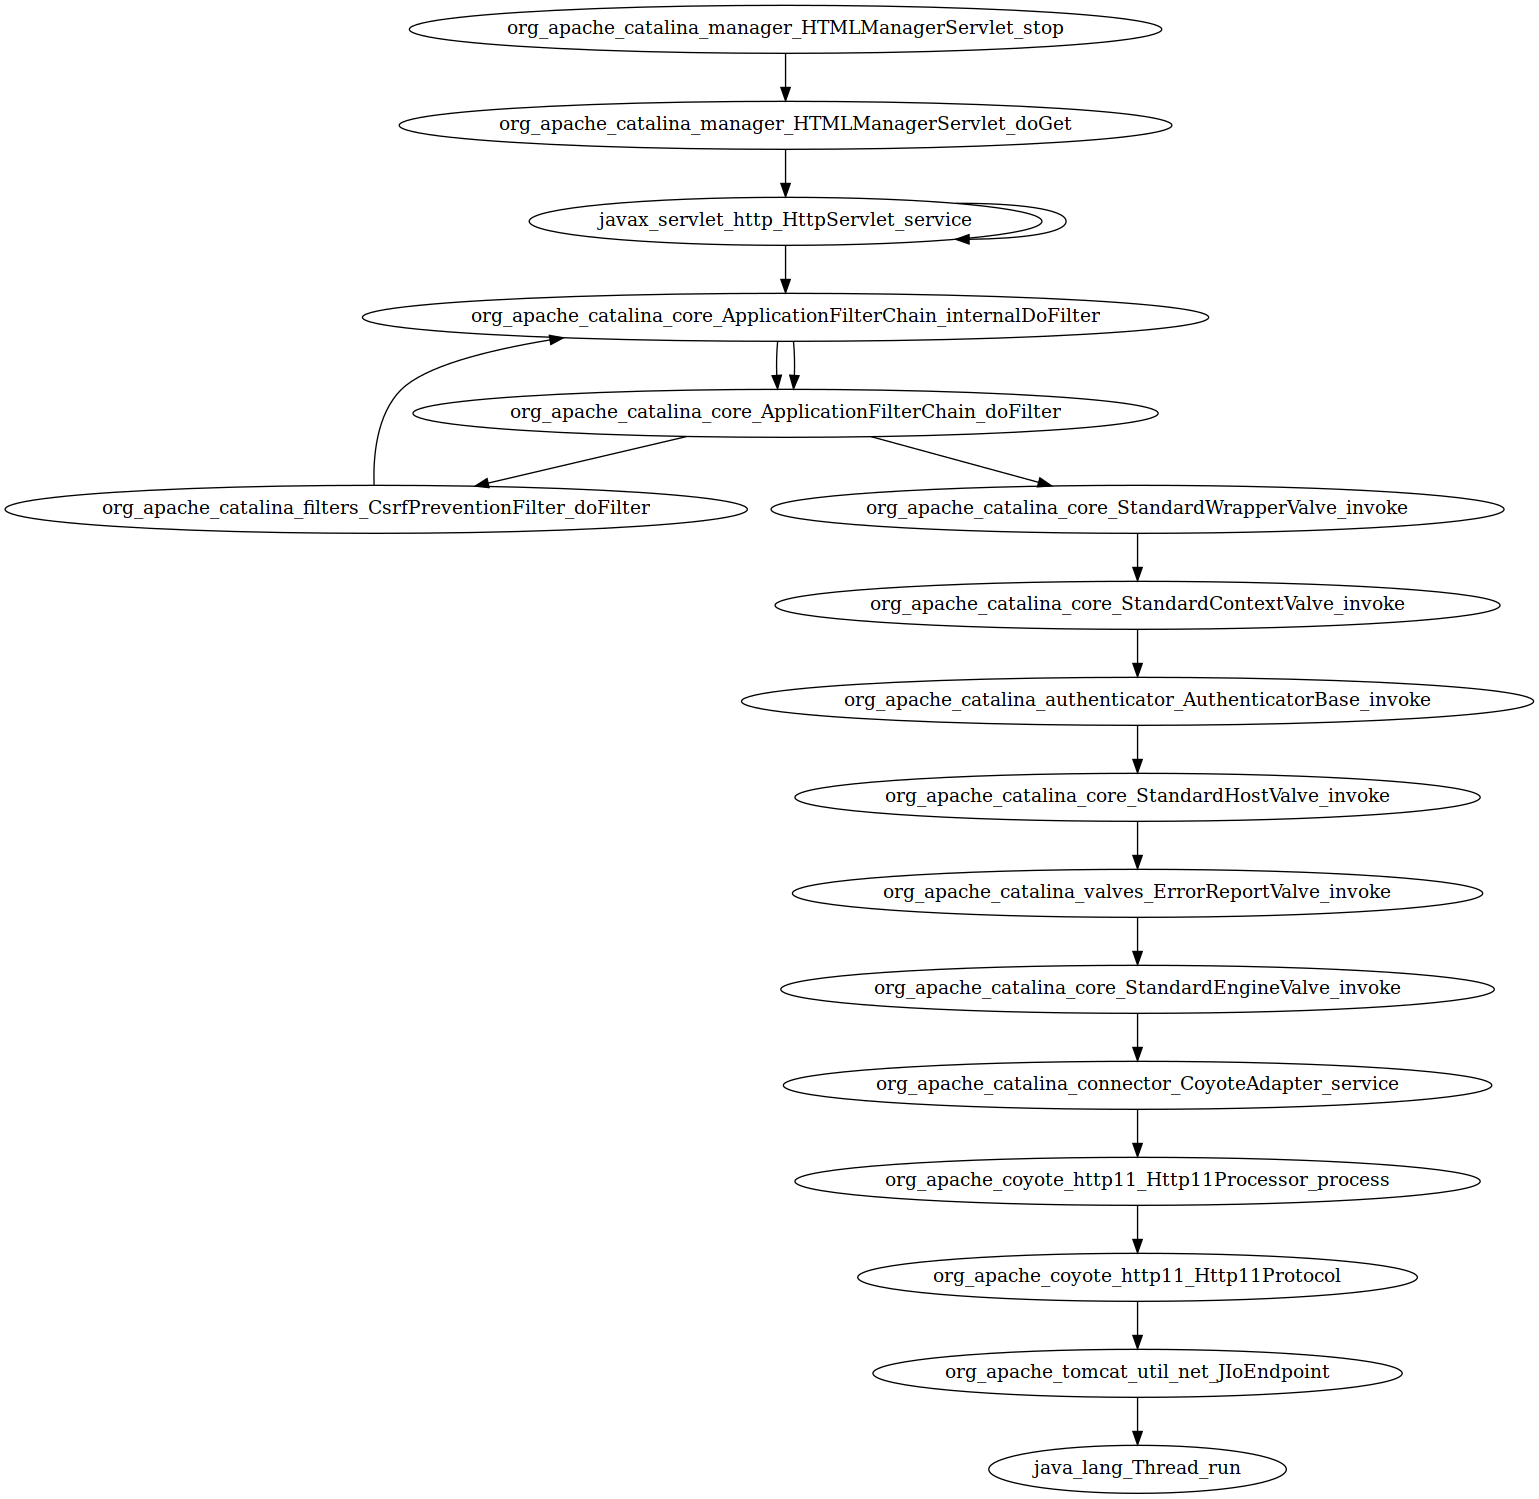 org_apache_catalina_manager_HTMLManagerServlet_stop
org_apache_catalina_manager_HTMLManagerServlet_doGet
javax_servlet_http_HttpServlet_service
org_apache_catalina_core_ApplicationFilterChain_internalDoFilter
org_apache_catalina_core_ApplicationFilterChain_doFilter
org_apache_catalina_filters_CsrfPreventionFilter_doFilter
org_apache_catalina_core_StandardWrapperValve_invoke
org_apache_catalina_core_StandardContextValve_invoke
org_apache_catalina_authenticator_AuthenticatorBase_invoke
org_apache_catalina_core_StandardHostValve_invoke
org_apache_catalina_valves_ErrorReportValve_invoke
org_apache_catalina_core_StandardEngineValve_invoke
org_apache_catalina_connector_CoyoteAdapter_service
org_apache_coyote_http11_Http11Processor_process
org_apache_coyote_http11_Http11Protocol
org_apache_tomcat_util_net_JIoEndpoint
java_lang_Thread_run